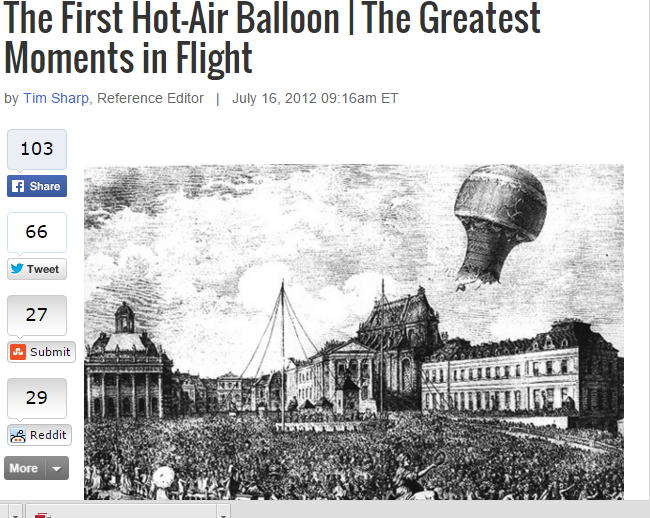 The First Hot-Air Balloon | The Greatest
Moments in Flight
by Tim Sharp, Reference Editor | July 16, 2012 09:16am ET
103
Share
66
Tweet
27
Submit
29
Reddit
More